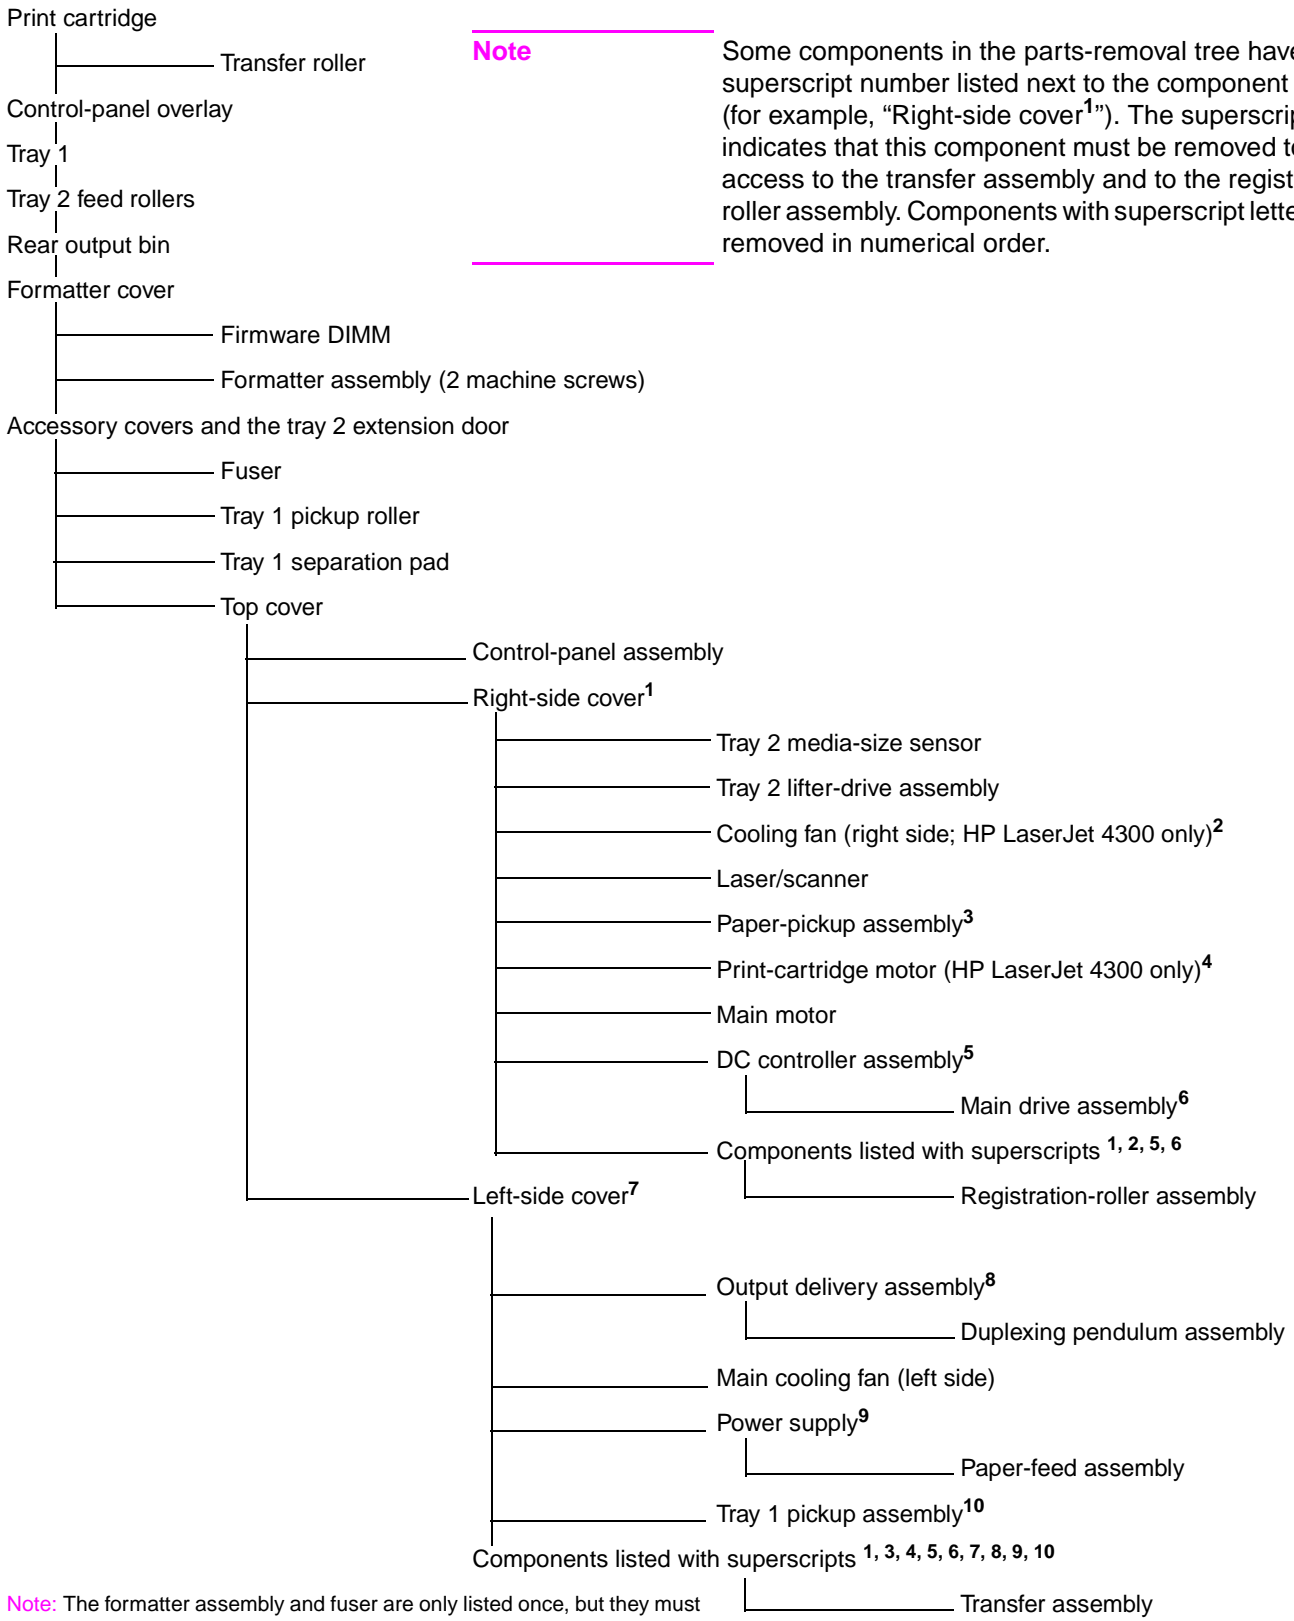 Print cartridge
Transfer roller
Control-panel overlay
Tray 1
Tray 2 feed rollers
Rear output bin
Formatter cover
Note
Some components in the parts-removal tree have
superscript number listed next to the component
(for example, “Right-side cover1”). The superscrip
indicates that this component must be removed to
access to the transfer assembly and to the regist
roller assembly. Components with superscript lette
removed in numerical order.
Firmware DIMM
Formatter assembly (2 machine screws)
Accessory covers and the tray 2 extension door
Fuser
Tray 1 pickup roller
Tray 1 separation pad
Top cover
Control-panel assembly
Right-side cover1
Tray 2 media-size sensor
Tray 2 lifter-drive assembly
Cooling fan (right side; HP LaserJet 4300 only)2
Laser/scanner
Paper-pickup assembly3
Print-cartridge motor (HP LaserJet 4300 only)4
Main motor
DC controller assembly5
Main drive assembly6
Components listed with superscripts 1, 2, 5, 6
Registration-roller assembly
Left-side cover7
Output delivery assembly8
Duplexing pendulum assembly
Main cooling fan (left side)
Power supply9
Paper-feed assembly
Tray 1 pickup assembly10
Components listed with superscripts 1, 3, 4, 5, 6, 7, 8, 9, 10
Transfer assembly
Note: The formatter assembly and fuser are only listed once, but they must